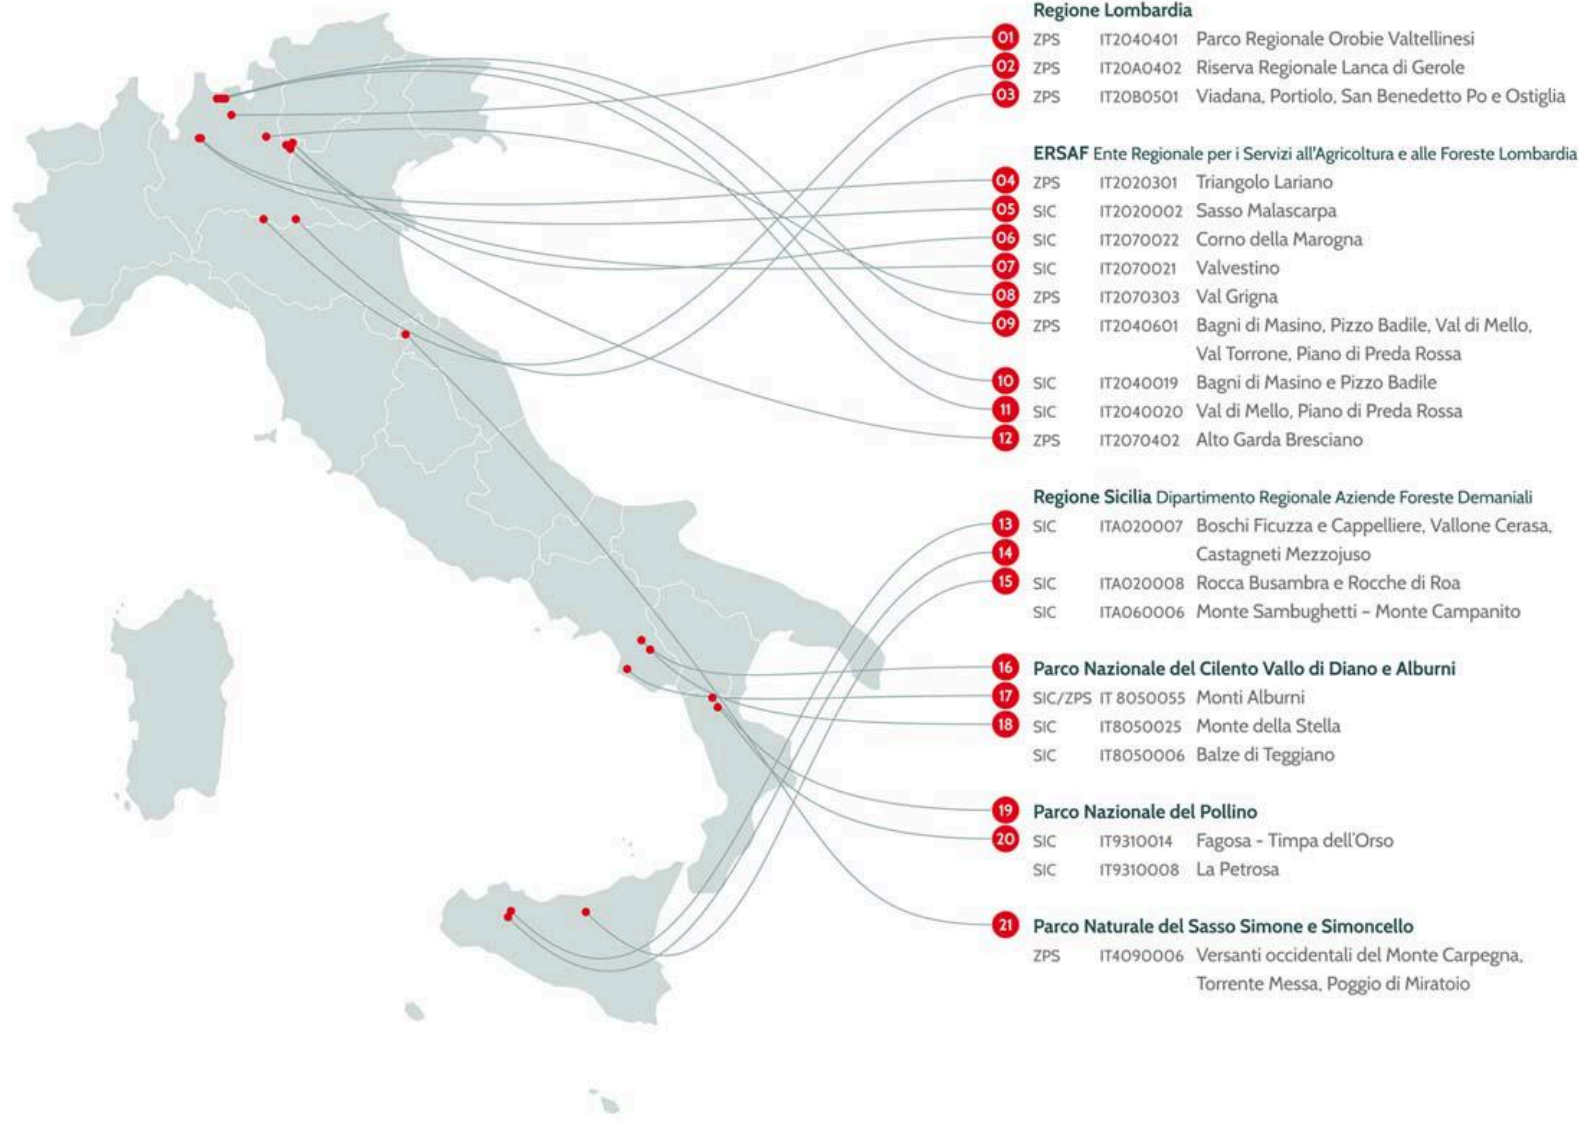 Regione Lombardia
01 ZPS IT2040401 Parco Regionale Orobie Valtellinesi
02 ZPS IT20A0402 Riserva Regionale Lanca di Gerole
03 ZPS IT20B0501 Viadana, Portiolo, San Benedetto Po e Ostiglia
ERSAF Ente Regionale per i Servizi all'Agricoltura e alle Foreste Lombardia
04 ZPS IT2020301 Triangolo Lariano
05 SIC IT2020002 Sasso Malascarpa
06 SIC IT2070022 Corno della Marogna
07 SIC IT2070021 Valvestino
08 ZPS IT2070303 Val Grigna
09 ZPS IT2040601 Bagni di Masino, Pizzo Badile, Val di Mello,
Val Torrone, Piano di Preda Rossa
10 SIC IT2040019 Bagni di Masino e Pizzo Badile
11 SIC IT2040020 Val di Mello, Piano di Preda Rossa
12 ZPS IT2070402 Alto Garda Bresciano
Regione Sicilia Dipartimento Regionale Aziende Foreste Demaniali
13 SIC ITA020007 Boschi Ficuzza e Cappelliere, Vallone Cerasa,
14 Castagneti Mezzojuso
15 SIC ITA020008 Rocca Busambra e Rocche di Roa
SIC ITA060006 Monte Sambughetti – Monte Campanito
16 Parco Nazionale del Cilento Vallo di Diano e Alburni
17 SIC/ZPS IT 8050055 Monti Alburni
18 SIC IT8050025 Monte della Stella
SIC IT8050006 Balze di Teggiano
19 Parco Nazionale del Pollino
20 SIC IT9310014 Fagosa - Timpa dell'Orso
SIC IT9310008 La Petrosa
21 Parco Naturale del Sasso Simone e Simoncello
ZPS IT4090006 Versanti occidentali del Monte Carpegna,
Torrente Messa, Poggio di Miratoio